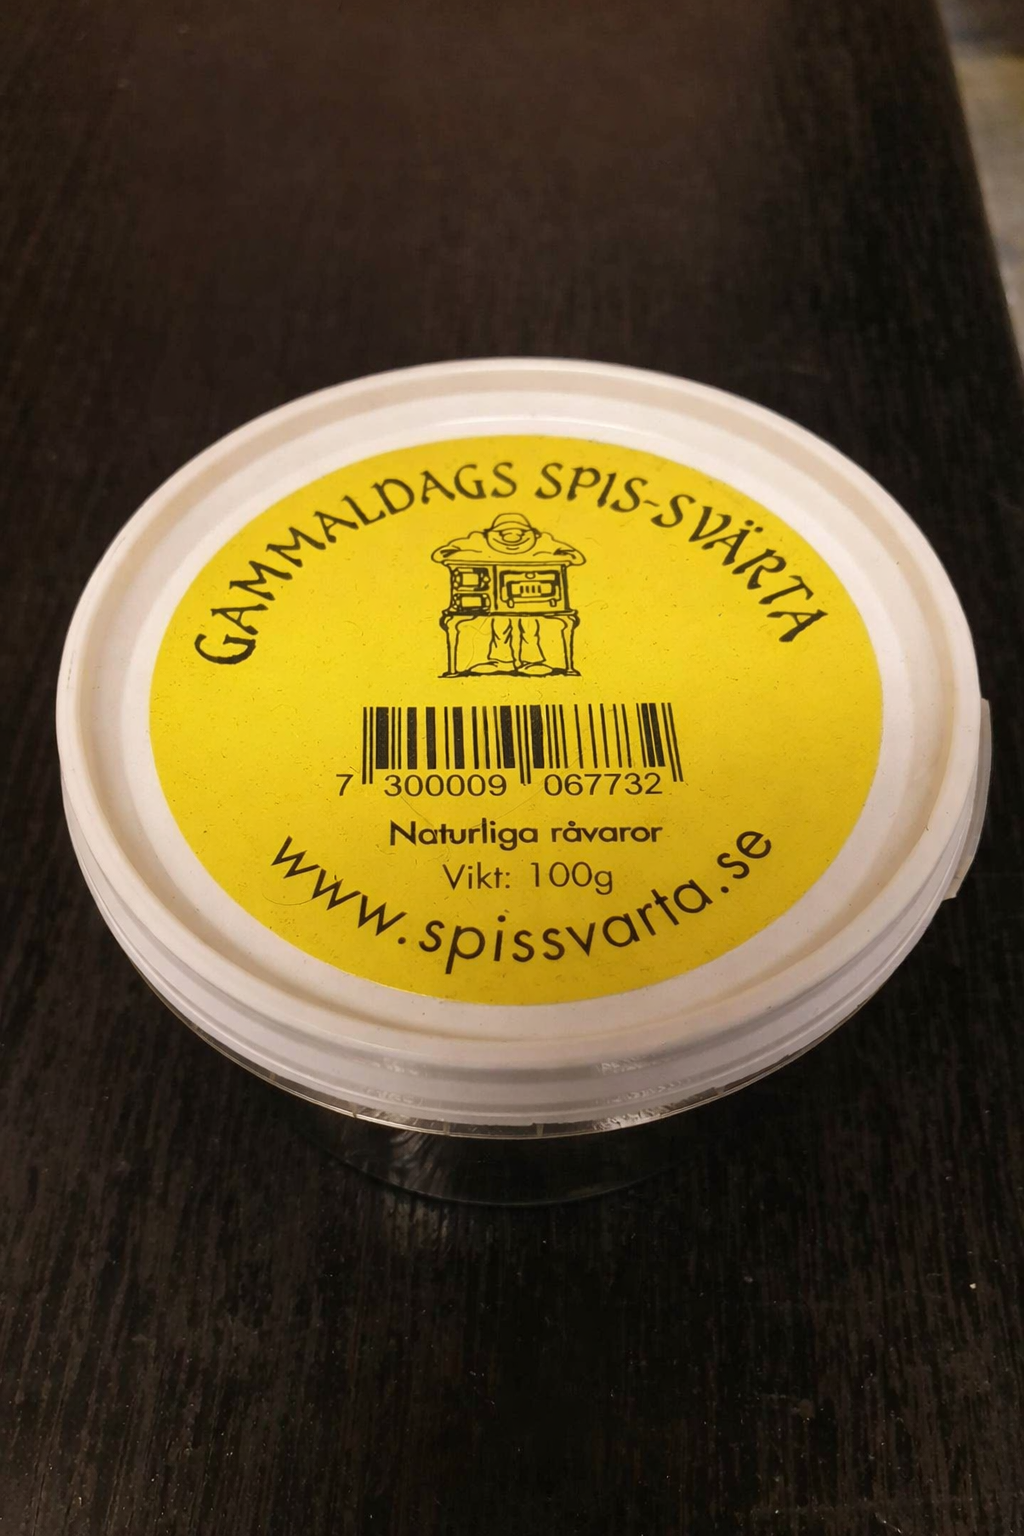 GAMMALDAGS SPIS-SVÄRTA
7 300009 067732
Naturliga råvaror
Vikt: 100g
www.spissvarta.se